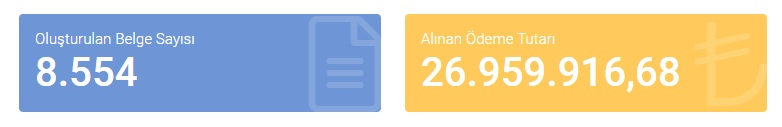 Oluşturulan Belge Sayısı
8.554
Alınan Ödeme Tutarı
26.959.916,68